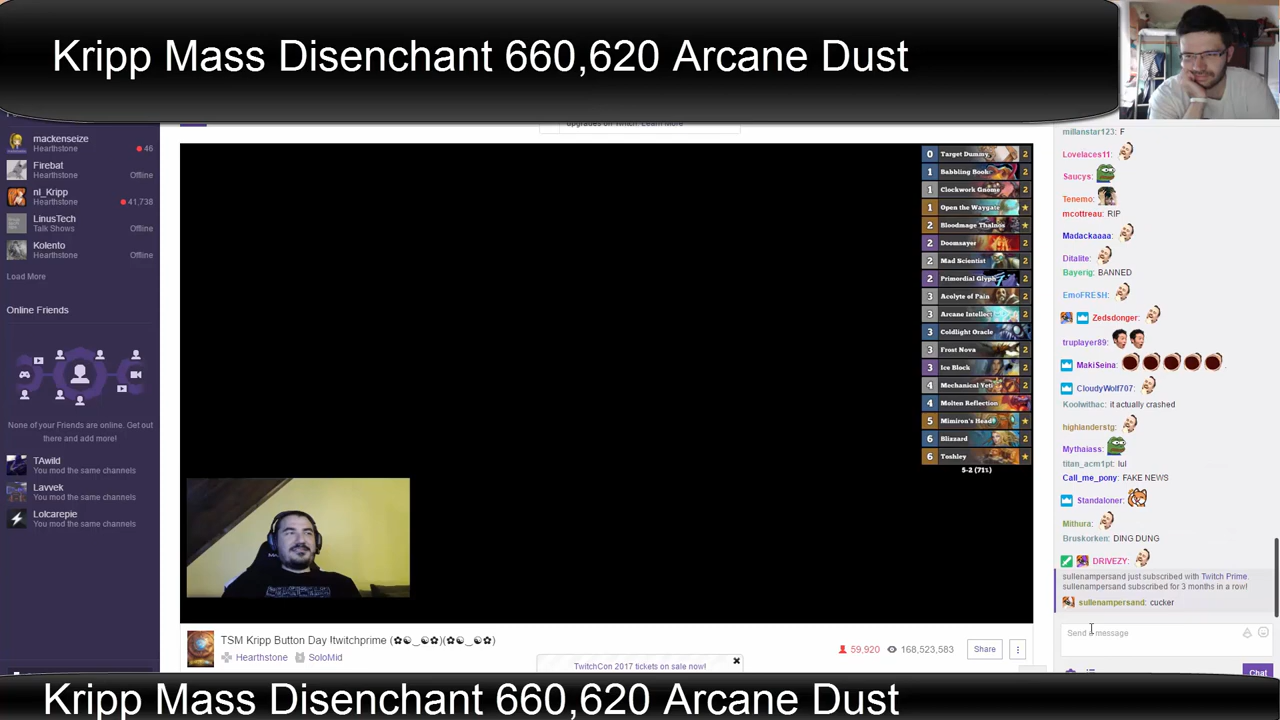 Kripp Mass Disenchant 660,620 Arcane Dust
mackenseize
Hearthstone
46
Firebat
Hearthstone
Offline
nl_Kripp
Hearthstone
41,738
LinusTech
Talk Shows
Offline
Kolento
Hearthstone
Offline
Load More
Online Friends
None of your Friends are online. Get out
there and add more!
TAwild
You mod the same channels
Lavvek
You mod the same channels
Lolcarepie
You mod the same channels
upgrades on Twitch. Learn More
0 Target Dummy 2
1 Babbling Book 2
1 Clockwork Gnome 2
1 Open the Waygate ★
2 Bloodmage Thalnos ★
2 Doomsayer 2
2 Mad Scientist 2
2 Primordial Glyph 2
3 Acolyte of Pain 2
3 Arcane Intellect 2
3 Coldlight Oracle 2
3 Frost Nova 2
3 Ice Block 2
4 Mechanical Yeti 2
4 Molten Reflection 2
5 Mimiron's Head ★
6 Blizzard 2
6 Toshley ★
5-2 (71%)
TSM Kripp Button Day !twitchprime (✿☯‿☯✿)(✿☯‿☯✿)
Hearthstone SoloMid
59,920 168,523,583 Share
TwitchCon 2017 tickets on sale now!
millanstar123: F
Lovelaces11:
Saucys:
Tenemo:
mcottreau: RIP
Madackaaaa:
Ditalite:
Bayerig: BANNED
EmoFRESH:
Zedsdonger:
truplayer89:
MakiSeina: .
CloudyWolf707:
Koolwithac: it actually crashed
highlanderstg:
Mythaiass:
titan_acm1pt: lul
Call_me_pony: FAKE NEWS
Standaloner:
Mithura:
Bruskorken: DING DUNG
DRIVEZY:
sullenampersand just subscribed with Twitch Prime.
sullenampersand subscribed for 3 months in a row!
sullenampersand: cucker
Send a message
Chat
Kripp Mass Disenchant 660,620 Arcane Dust